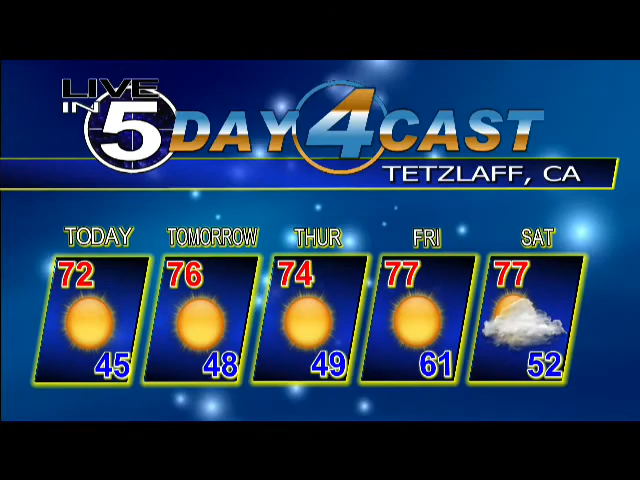 LIVE
IN 5 DAY 4CAST
TETZLAFF, CA
TODAY TOMORROW THUR FRI SAT
72 76 74 77 77
45 48 49 61 52